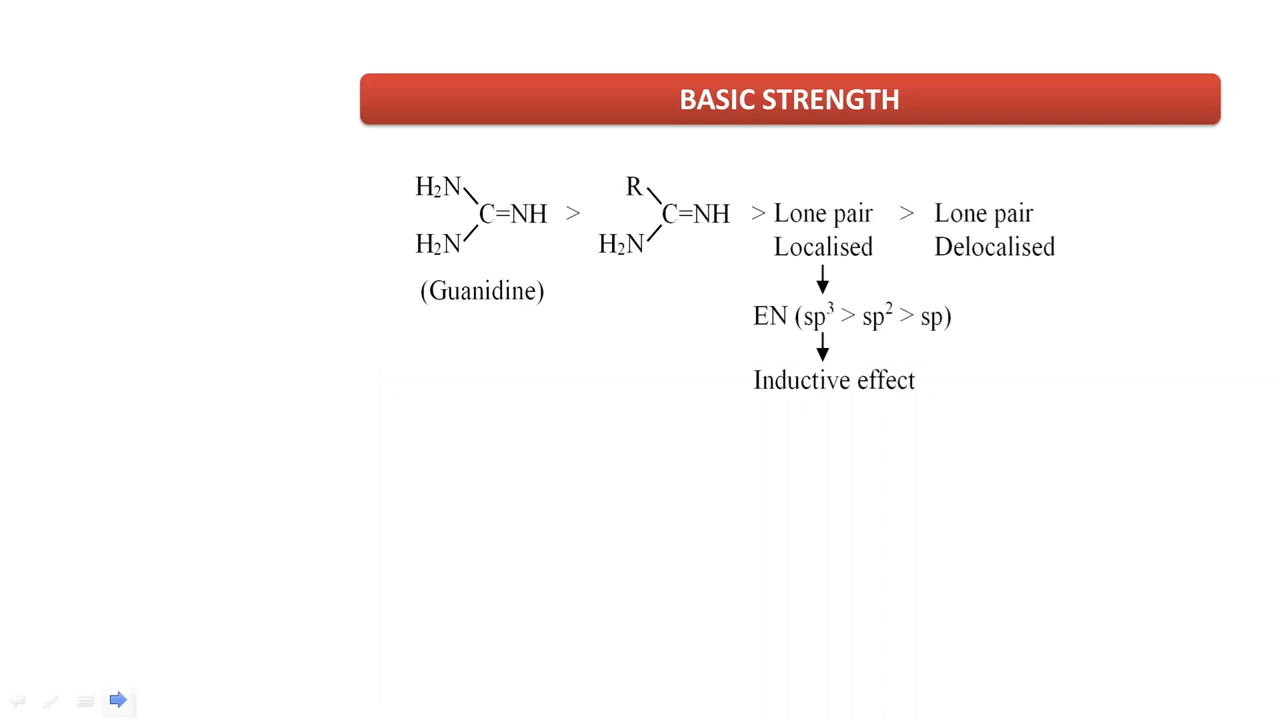 BASIC STRENGTH
H₂N
C=NH
H₂N
(Guanidine)
>
R
C=NH
H₂N
> Lone pair
Localised
> Lone pair
Delocalised
EN (sp³ > sp² > sp)
Inductive effect